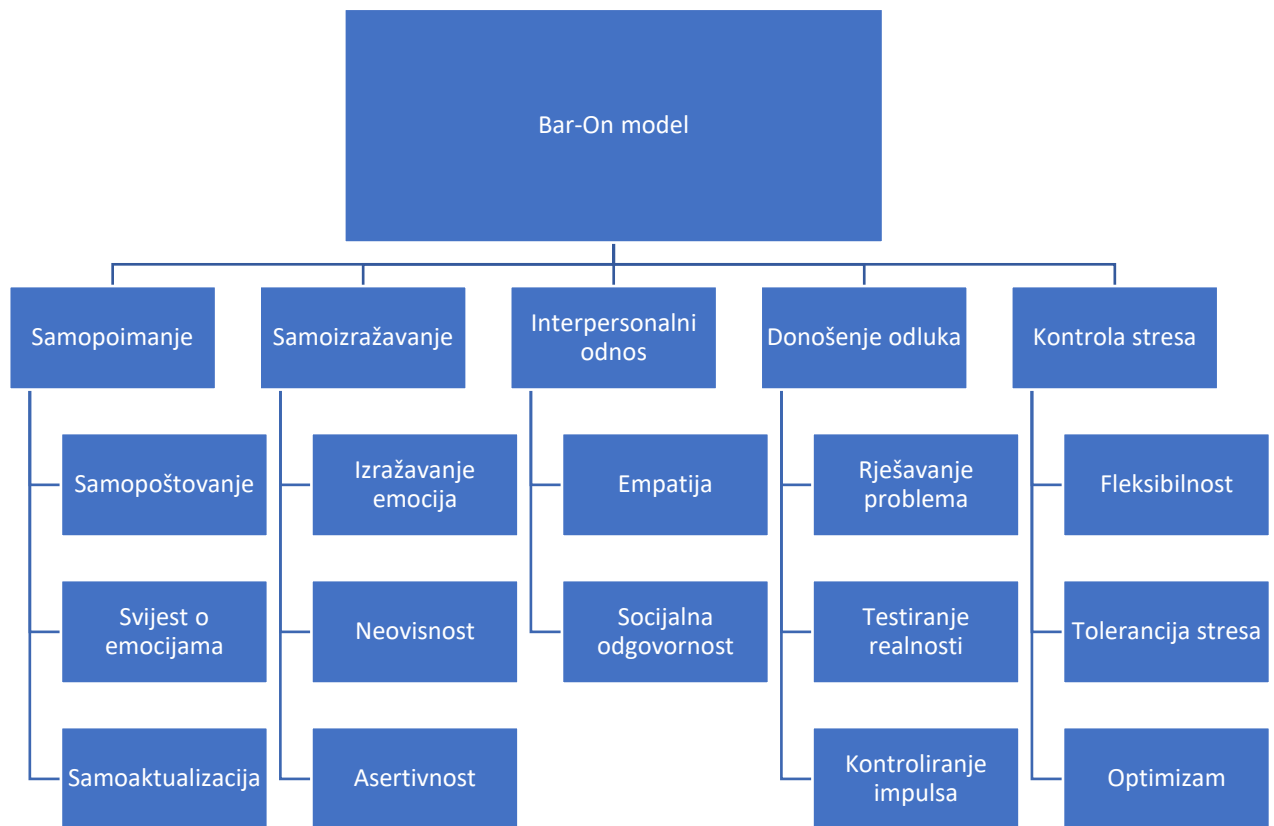 Bar-On model
Samopoimanje
Samoizražavanje
Interpersonalni
odnos
Donošenje odluka
Kontrola stresa
Samopoštovanje
Izražavanje
emocija
Empatija
Rješavanje
problema
Fleksibilnost
Svijest o
emocijama
Neovisnost
Socijalna
odgovornost
Testiranje
realnosti
Tolerancija stresa
Samoaktualizacija
Asertivnost
Kontroliranje
impulsa
Optimizam